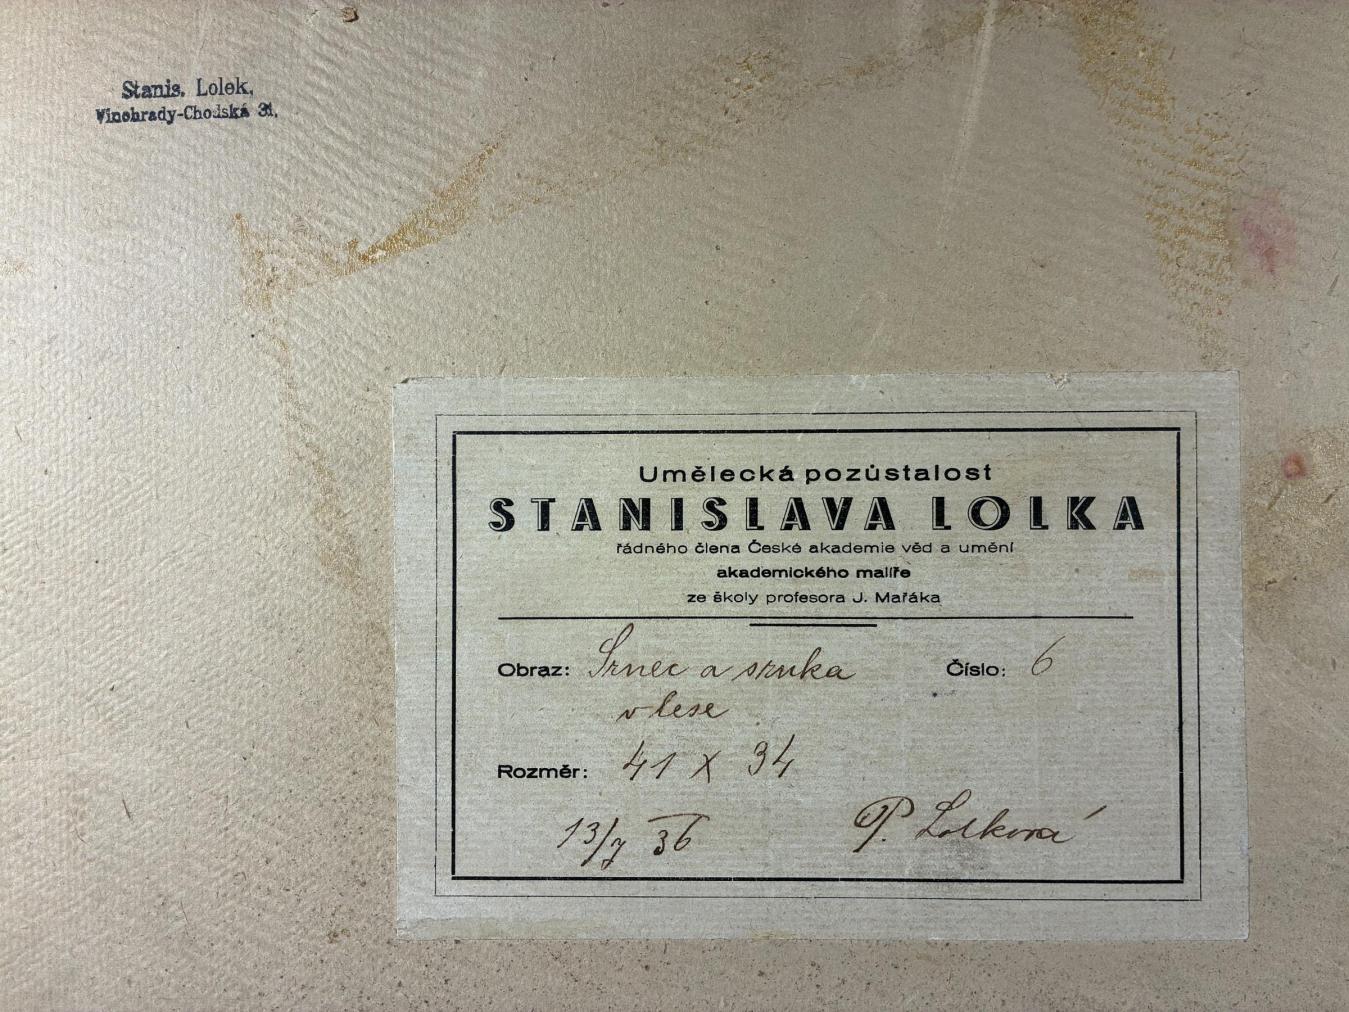 Stanis. Lolek,
Vinohrady-Chodská 31.
Umělecká pozůstalost
STANISLAVA LOLKA
řádného člena České akademie věd a umění
akademického malíře
ze školy profesora J. Mařáka
Obraz: Srnec a srnka Číslo: 6
v lese
Rozměr: 41 X 34
13/7 36 P. Lolková